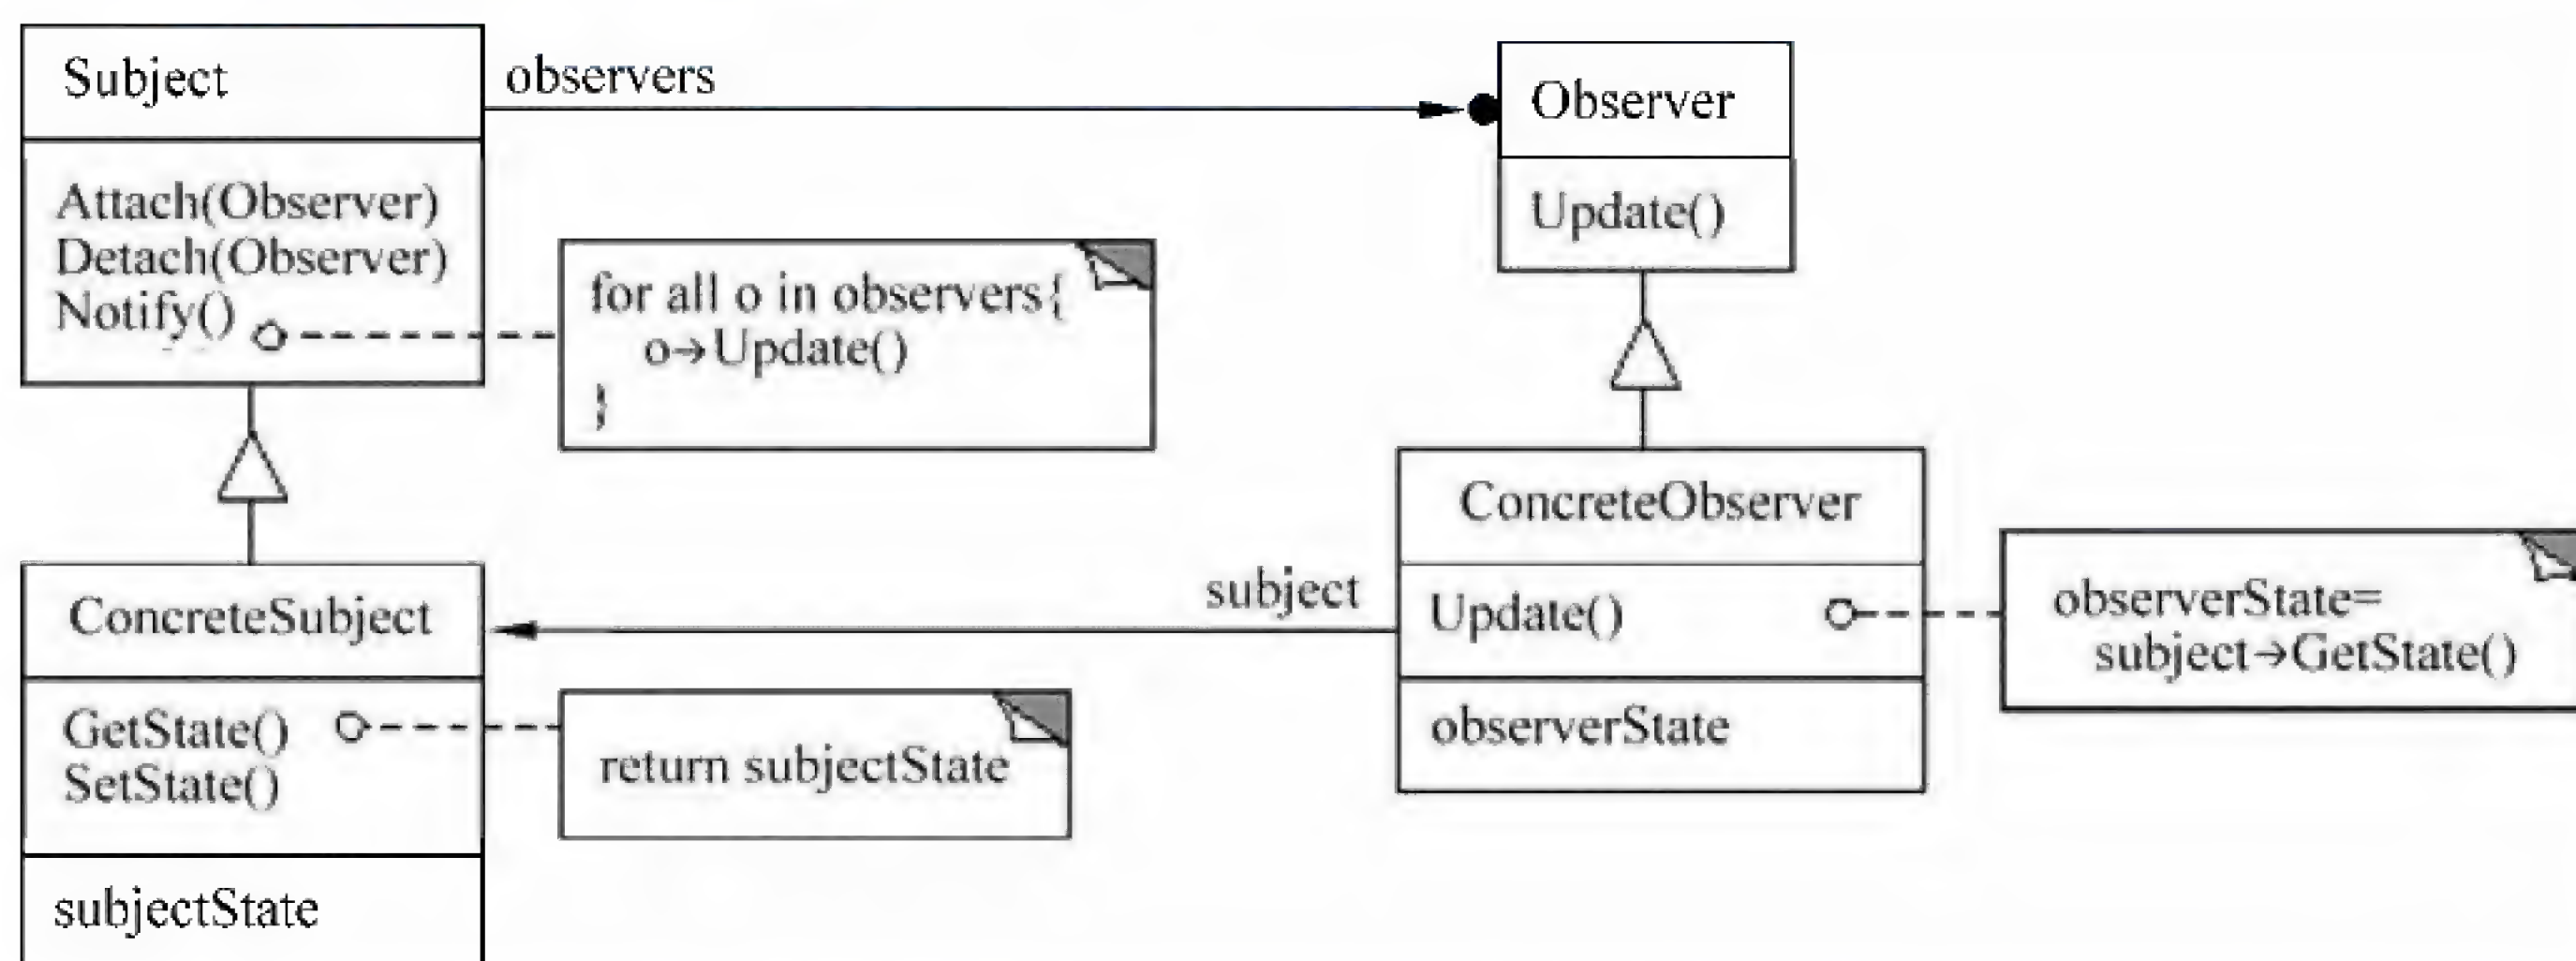 Subject
Attach(Observer)
Detach(Observer)
Notify()
observers
Observer
Update()
for all o in observers{
o→Update()
}
ConcreteSubject
GetState()
SetState()
subjectState
return subjectState
subject
ConcreteObserver
Update()
observerState
observerState=
subject→GetState()